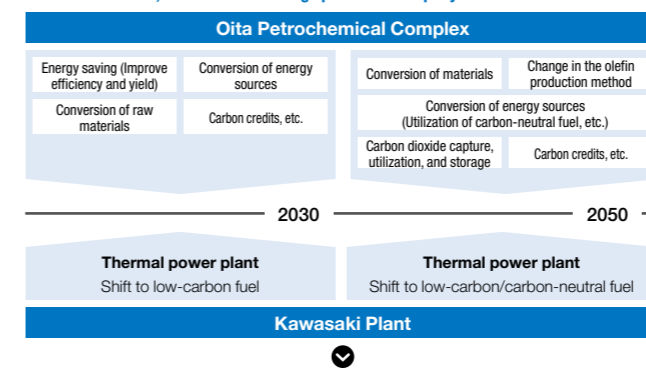 Oita Petrochemical Complex
Energy saving (Improve
efficiency and yield)
Conversion of energy
sources
Conversion of raw
materials
Carbon credits, etc.
Conversion of materials
Change in the olefin
production method
Conversion of energy sources
(Utilization of carbon-neutral fuel, etc.)
Carbon dioxide capture,
utilization, and storage
Carbon credits, etc.
2030
2050
Thermal power plant
Shift to low-carbon fuel
Thermal power plant
Shift to low-carbon/carbon-neutral fuel
Kawasaki Plant